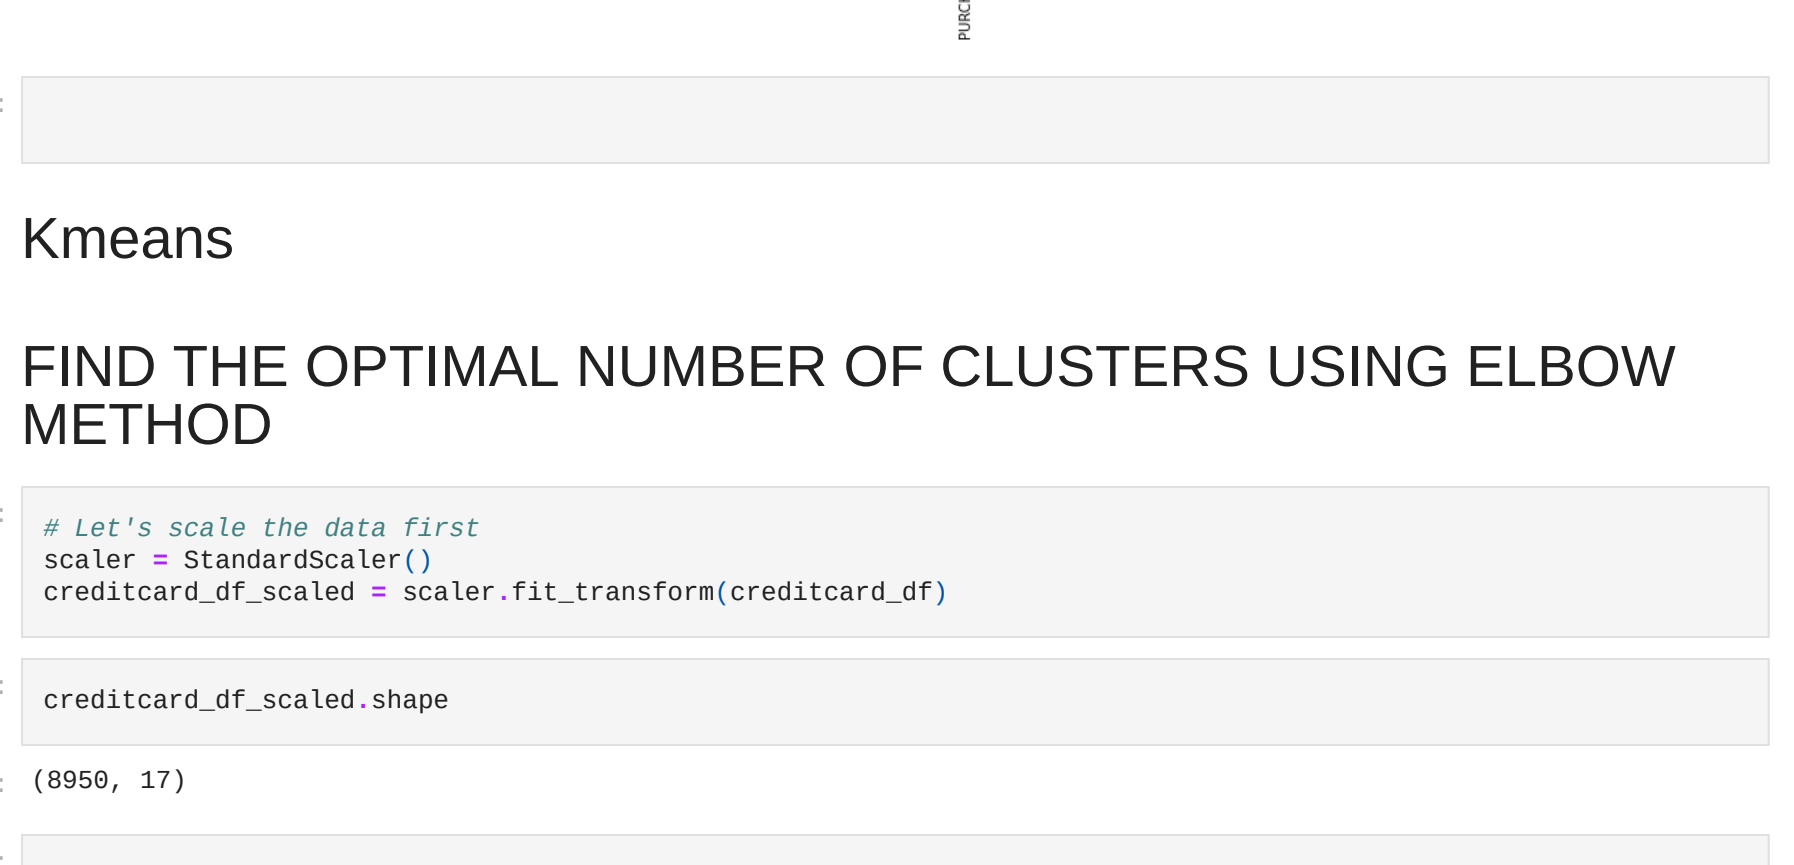 Kmeans
FIND THE OPTIMAL NUMBER OF CLUSTERS USING ELBOW
METHOD
# Let's scale the data first
scaler = StandardScaler()
creditcard_df_scaled = scaler.fit_transform(creditcard_df)
creditcard_df_scaled.shape
(8950, 17)